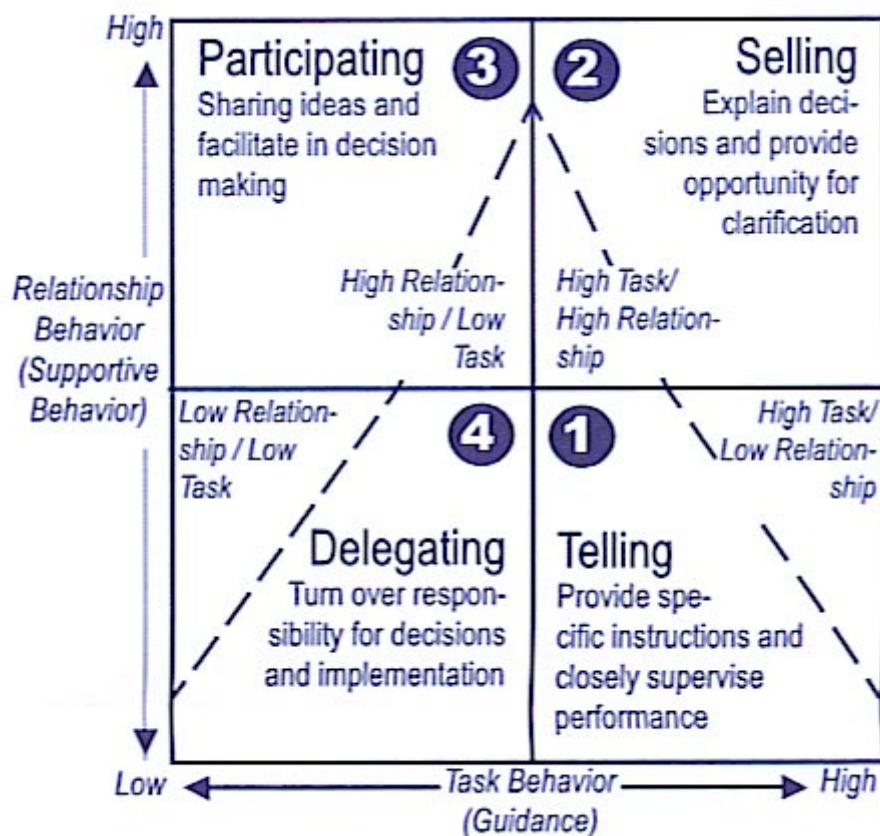 High
Participating
3
Sharing ideas and
facilitate in decision
making
High Relation-
ship / Low
Task
2
Selling
Explain deci-
sions and provide
opportunity for
clarification
High Task/
High Relation-
ship
Relationship
Behavior
(Supportive
Behavior)
Low Relation-
ship / Low
Task
4
Delegating
Turn over respon-
sibility for decisions
and implementation
1
High Task/
Low Relation-
ship
Telling
Provide spe-
cific instructions and
closely supervise
performance
Low
Task Behavior
(Guidance)
High